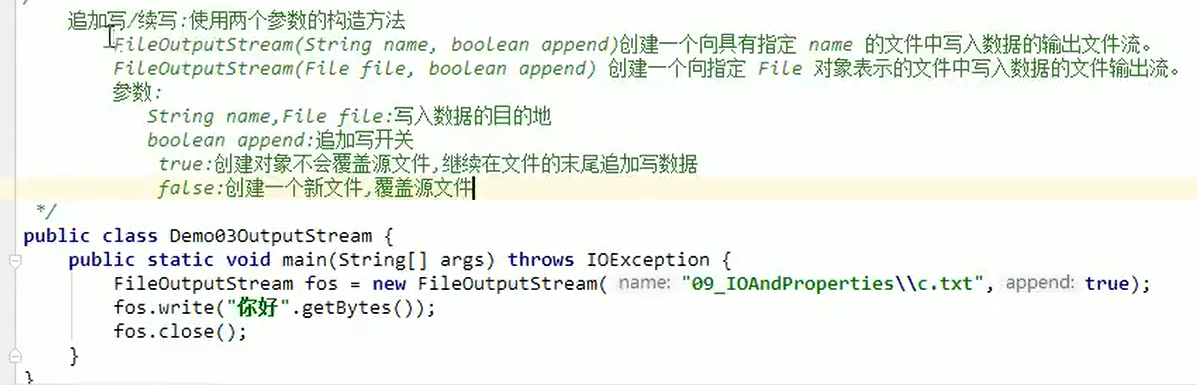 追加写/续写:使用两个参数的构造方法
FileOutputStream(String name, boolean append)创建一个向具有指定 name 的文件中写入数据的输出文件流。
FileOutputStream(File file, boolean append) 创建一个向指定 File 对象表示的文件中写入数据的文件输出流。
参数:
String name,File file:写入数据的目的地
boolean append:追加写开关
true:创建对象不会覆盖源文件,继续在文件的末尾追加写数据
false:创建一个新文件,覆盖源文件
*/
public class Demo03OutputStream {
public static void main(String[] args) throws IOException {
FileOutputStream fos = new FileOutputStream( name: "09_IOAndProperties\\c.txt", append: true);
fos.write("你好".getBytes());
fos.close();
}
}